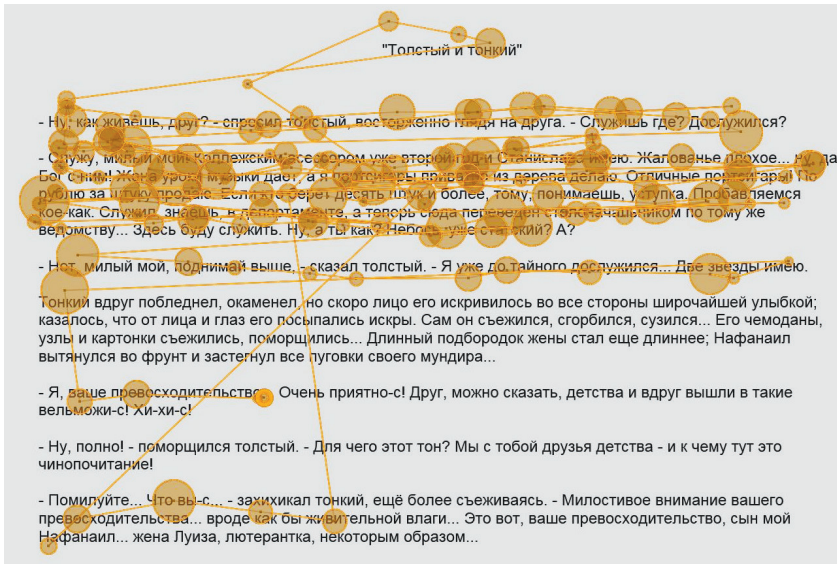 "Толстый и тонкий"
- Ну, как живёшь, друг? - спросил толстый, восторженно глядя на друга. - Служишь где? Дослужился?
- Служу, милый мой! Коллежским асессором уже второй год и Станислава имею. Жалованье плохое... ну, да
Бог с ним! Жена уроки музыки даёт, а я портсигары приватно из дерева делаю. Отличные портсигары! По
рублю за штуку продаю. Если кто берет десять штук и более, тому, понимаешь, уступка. Пробавляемся
кое-как. Служил, знаешь, в департаменте, а теперь сюда переведен столоначальником по тому же
ведомству... Здесь буду служить. Ну, а ты как? Небось уже статский? А?
- Нет, милый мой, поднимай выше, - сказал толстый. - Я уже до тайного дослужился... Две звезды имею.
Тонкий вдруг побледнел, окаменел, но скоро лицо его искривилось во все стороны широчайшей улыбкой;
казалось, что от лица и глаз его посыпались искры. Сам он съежился, сгорбился, сузился... Его чемоданы,
узлы и картонки съежились, поморщились... Длинный подбородок жены стал еще длиннее; Нафанаил
вытянулся во фрунт и застегнул все пуговки своего мундира...
- Я, ваше превосходительство... Очень приятно-с! Друг, можно сказать, детства и вдруг вышли в такие
вельможи-с! Хи-хи-с!
- Ну, полно! - поморщился толстый. - Для чего этот тон? Мы с тобой друзья детства - и к чему тут это
чинопочитание!
- Помилуйте... Что вы-с... - захихикал тонкий, ещё более съеживаясь. - Милостивое внимание вашего
превосходительства... вроде как бы живительной влаги... Это вот, ваше превосходительство, сын мой
Нафанаил... жена Луиза, лютерантка, некоторым образом...